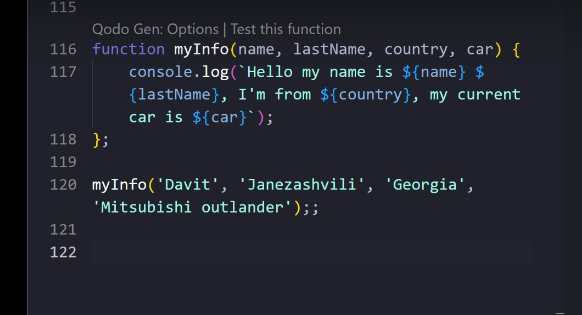 115
Qodo Gen: Options | Test this function
116 function myInfo(name, lastName, country, car) {
117 console.log(`Hello my name is ${name} $
{lastName}, I'm from ${country}, my current
car is ${car}`);
118 };
119
120 myInfo('Davit', 'Janezashvili', 'Georgia',
'Mitsubishi outlander');;
121
122